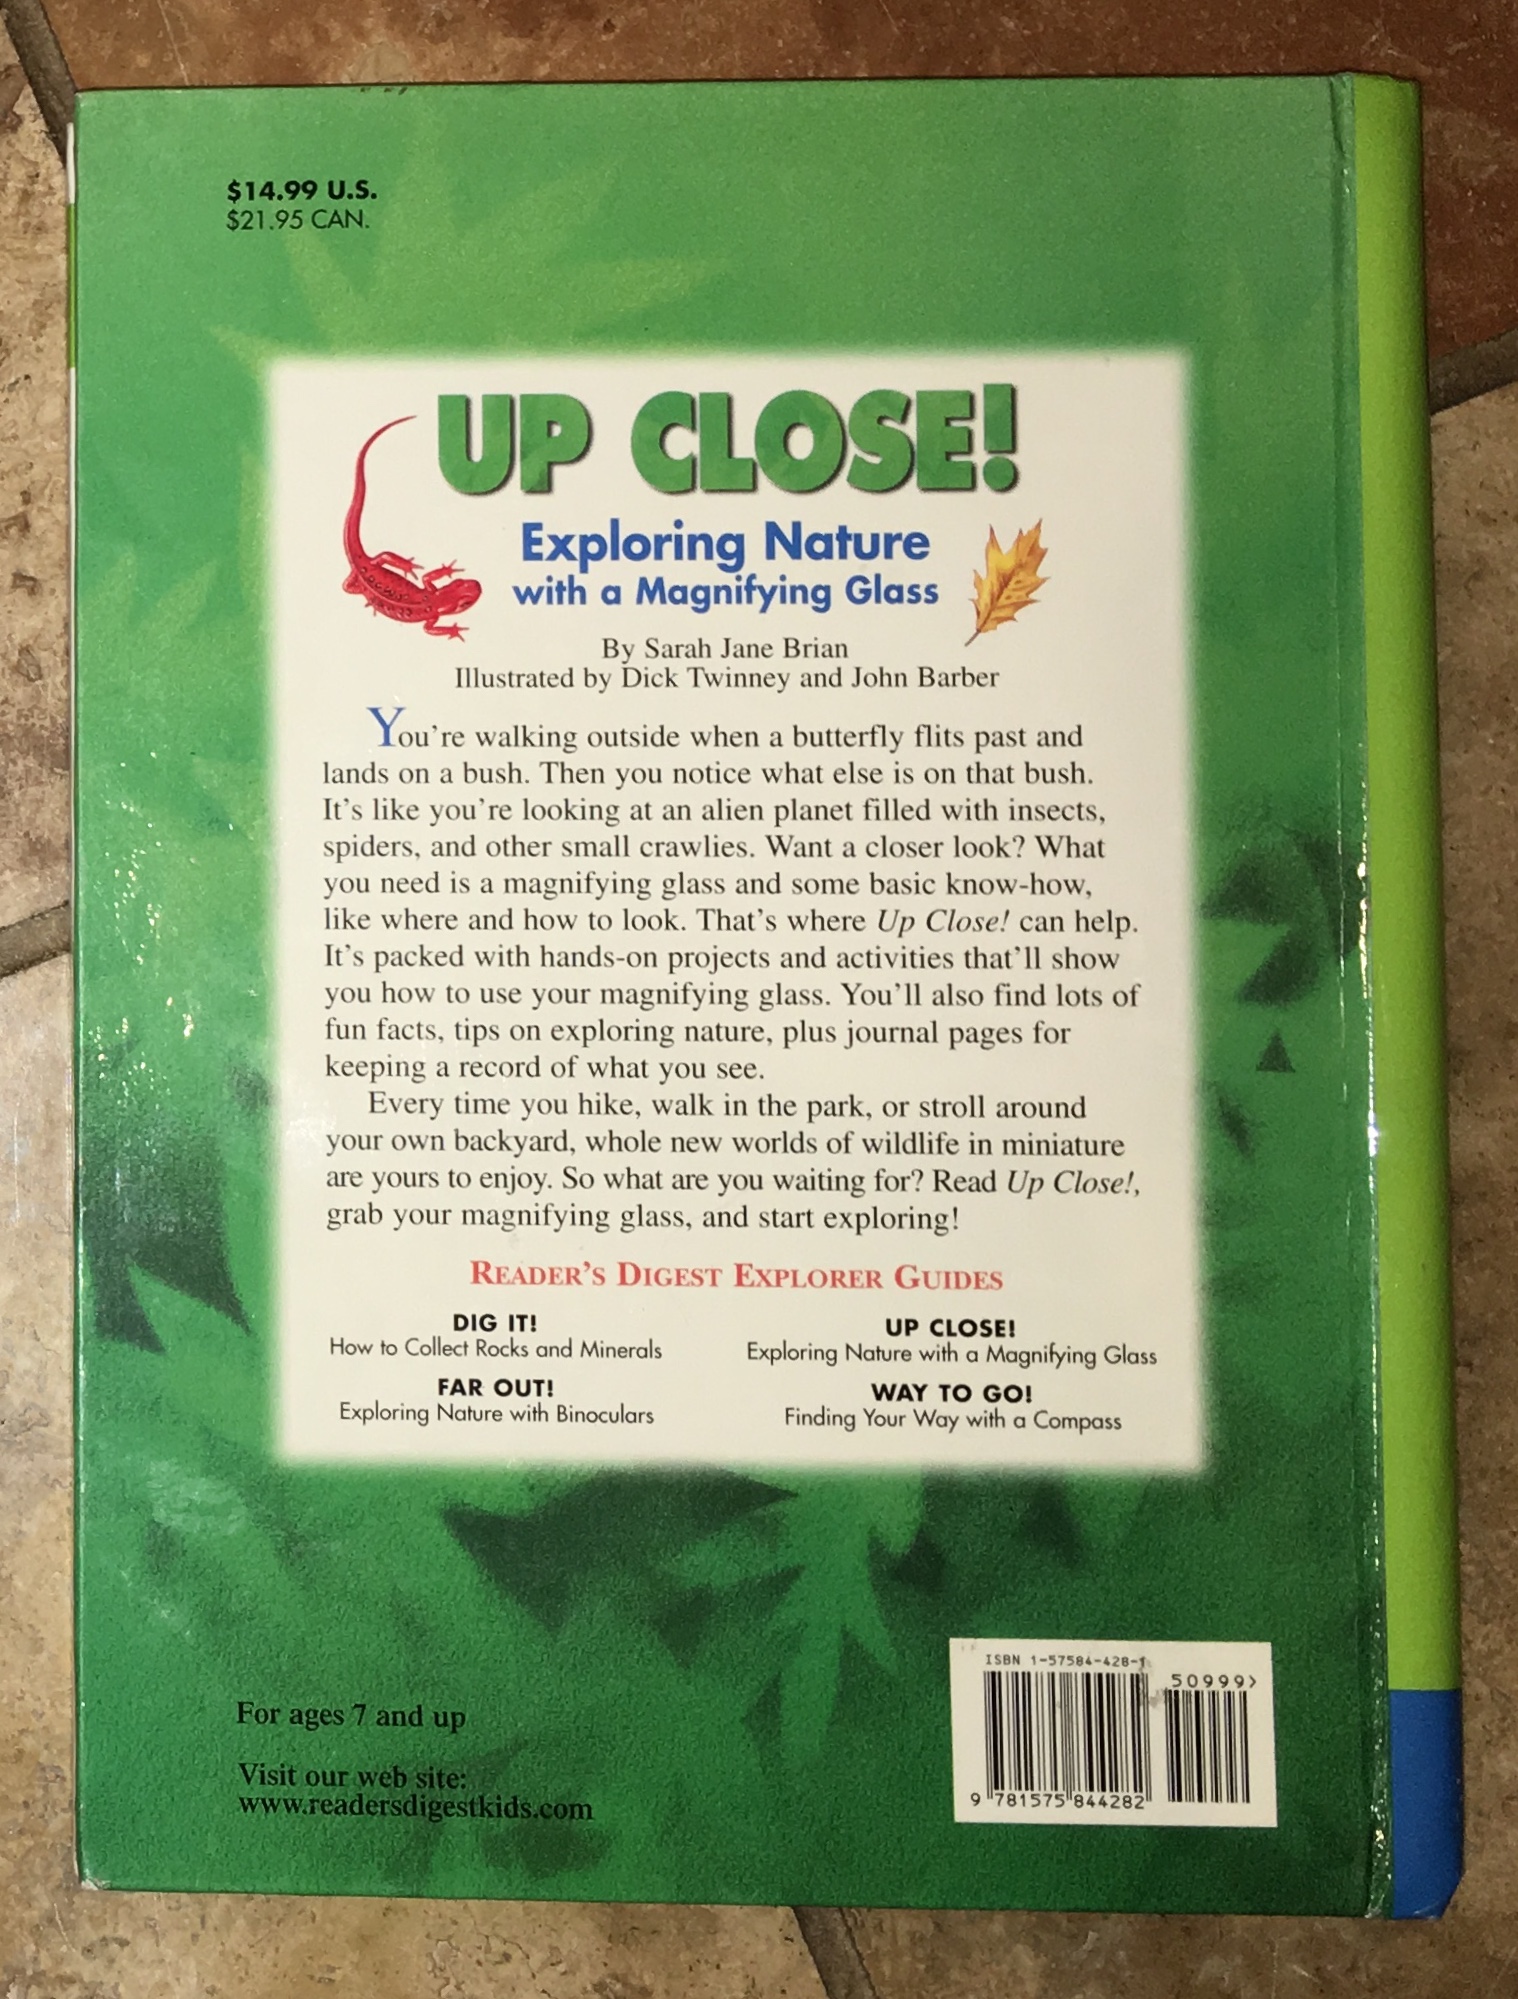 $14.99 U.S.
$21.95 CAN.
UP CLOSE!
Exploring Nature
with a Magnifying Glass
By Sarah Jane Brian
Illustrated by Dick Twinney and John Barber
You're walking outside when a butterfly flits past and
lands on a bush. Then you notice what else is on that bush.
It's like you're looking at an alien planet filled with insects,
spiders, and other small crawlies. Want a closer look? What
you need is a magnifying glass and some basic know-how,
like where and how to look. That's where Up Close! can help.
It's packed with hands-on projects and activities that'll show
you how to use your magnifying glass. You'll also find lots of
fun facts, tips on exploring nature, plus journal pages for
keeping a record of what you see.
Every time you hike, walk in the park, or stroll around
your own backyard, whole new worlds of wildlife in miniature
are yours to enjoy. So what are you waiting for? Read Up Close!,
grab your magnifying glass, and start exploring!
READER'S DIGEST EXPLORER GUIDES
DIG IT!
How to Collect Rocks and Minerals
FAR OUT!
Exploring Nature with Binoculars
UP CLOSE!
Exploring Nature with a Magnifying Glass
WAY TO GO!
Finding Your Way with a Compass
For ages 7 and up
Visit our web site:
www.readersdigestkids.com
ISBN 1-57584-428-1
50999>
9 781575 844282